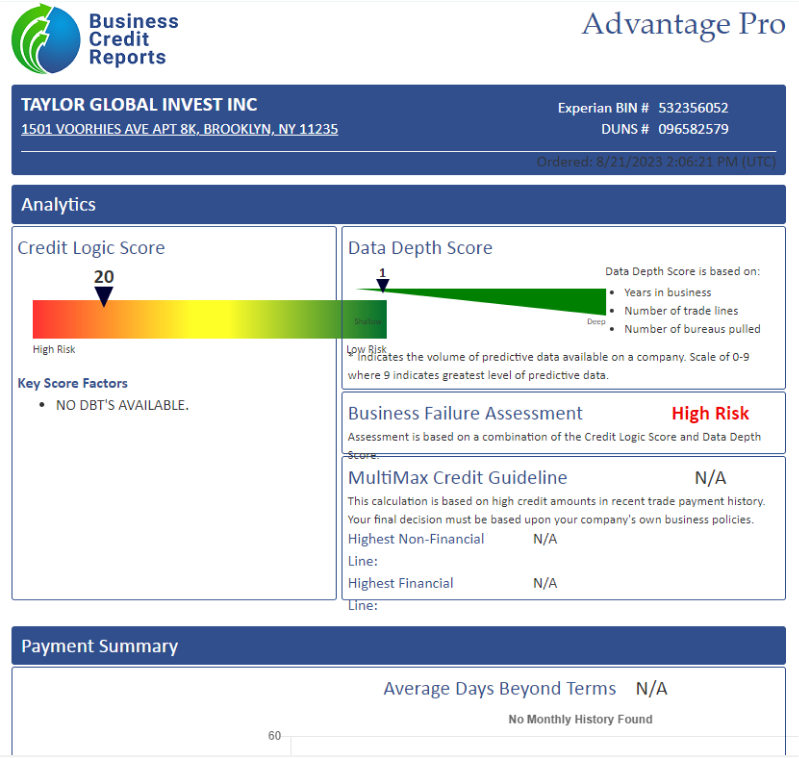 Business
Credit
Reports
Advantage Pro
TAYLOR GLOBAL INVEST INC
1501 VOORHIES AVE APT 8K, BROOKLYN, NY 11235
Experian BIN # 532356052
DUNS # 096582579
Ordered: 8/21/2023 2:06:21 PM (UTC)
Analytics
Credit Logic Score
20
High Risk
Low Risk
Key Score Factors
• NO DBT'S AVAILABLE.
Data Depth Score
1
Shallow
Deep
Data Depth Score is based on:
• Years in business
• Number of trade lines
• Number of bureaus pulled
* Indicates the volume of predictive data available on a company. Scale of 0-9
where 9 indicates greatest level of predictive data.
Business Failure Assessment High Risk
Assessment is based on a combination of the Credit Logic Score and Data Depth
Score.
MultiMax Credit Guideline N/A
This calculation is based on high credit amounts in recent trade payment history.
Your final decision must be based upon your company's own business policies.
Highest Non-Financial N/A
Line:
Highest Financial N/A
Line:
Payment Summary
Average Days Beyond Terms N/A
No Monthly History Found
60